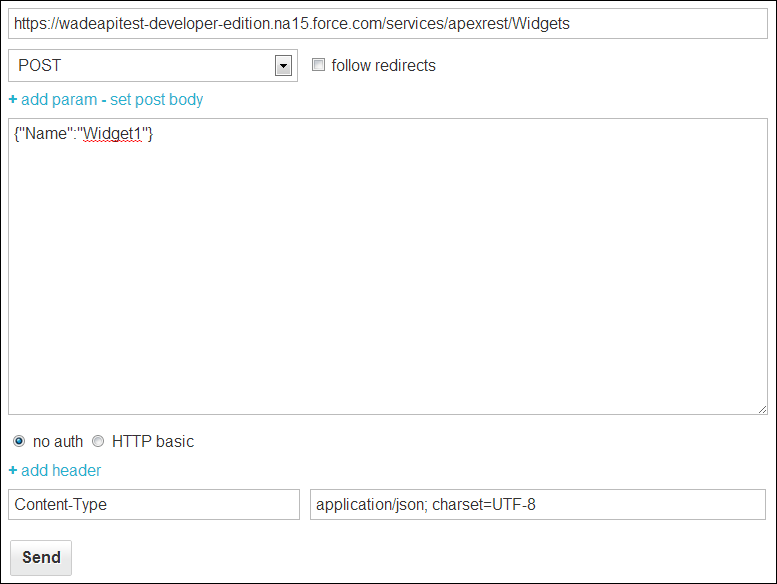 https://wadeapitest-developer-edition.na15.force.com/services/apexrest/Widgets
POST follow redirects
+ add param - set post body
{"Name":"Widget1"}
no auth HTTP basic
+ add header
Content-Type application/json; charset=UTF-8
Send